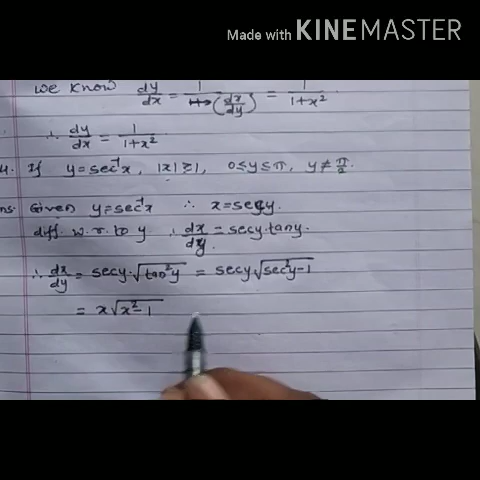 Made with KINEMASTER
we know dy/dx = 1/(dx/dy) = 1/1+x²
∴ dy/dx = 1/1+x²
4. If y=sec⁻¹x, |x|≥1, 0≤y≤π, y≠π/2.
ns. Given y=sec⁻¹x ∴ x=secy.
diff. w.r.to y ∴ dx/dy = secy.tany.
∴ dx/dy = secy.√tan²y = secy√sec²y-1
= x√x²-1